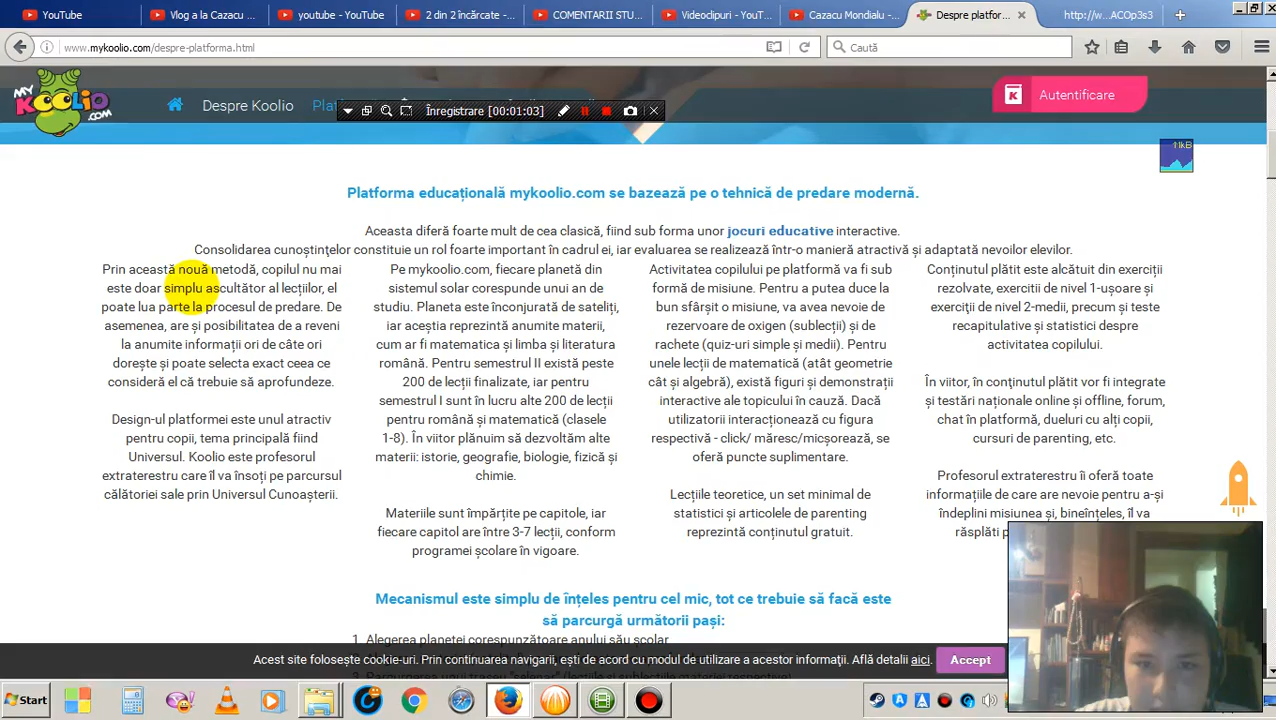 YouTube
Vlog a la Cazacu ...
youtube - YouTube
2 din 2 încărcate -...
COMENTARII STU...
Videoclipuri - YouT...
Cazacu Mondialu -...
Despre platfor...
http://w...ACOp3s3
www.mykoolio.com/despre-platforma.html
Caută
MY KOOLIO .COM
Despre Koolio
Înregistrare [00:01:03]
Autentificare
Platforma educațională mykoolio.com se bazează pe o tehnică de predare modernă.
Aceasta diferă foarte mult de cea clasică, fiind sub forma unor jocuri educative interactive.
Consolidarea cunoștințelor constituie un rol foarte important în cadrul ei, iar evaluarea se realizează într-o manieră atractivă și adaptată nevoilor elevilor.
Prin această nouă metodă, copilul nu mai
este doar simplu ascultător al lecțiilor, el
poate lua parte la procesul de predare. De
asemenea, are și posibilitatea de a reveni
la anumite informații ori de câte ori
dorește și poate selecta exact ceea ce
consideră el că trebuie să aprofundeze.
Design-ul platformei este unul atractiv
pentru copii, tema principală fiind
Universul. Koolio este profesorul
extraterestru care îl va însoți pe parcursul
călătoriei sale prin Universul Cunoașterii.
Pe mykoolio.com, fiecare planetă din
sistemul solar corespunde unui an de
studiu. Planeta este înconjurată de sateliți,
iar aceștia reprezintă anumite materii,
cum ar fi matematica și limba și literatura
română. Pentru semestrul II există peste
200 de lecții finalizate, iar pentru
semestrul I sunt în lucru alte 200 de lecții
pentru română și matematică (clasele
1-8). În viitor plănuim să dezvoltăm alte
materii: istorie, geografie, biologie, fizică și
chimie.
Materiile sunt împărțite pe capitole, iar
fiecare capitol are între 3-7 lecții, conform
programei școlare în vigoare.
Activitatea copilului pe platformă va fi sub
formă de misiune. Pentru a putea duce la
bun sfârșit o misiune, va avea nevoie de
rezervoare de oxigen (sublecții) și de
rachete (quiz-uri simple și medii). Pentru
unele lecții de matematică (atât geometrie
cât și algebră), există figuri și demonstrații
interactive ale topicului în cauză. Dacă
utilizatorii interacționează cu figura
respectivă - click/ măresc/micșorează, se
oferă puncte suplimentare.
Lecțiile teoretice, un set minimal de
statistici și articolele de parenting
reprezintă conținutul gratuit.
Conținutul plătit este alcătuit din exerciții
rezolvate, exercitii de nivel 1-ușoare și
exerciții de nivel 2-medii, precum și teste
recapitulative și statistici despre
activitatea copilului.
În viitor, în conținutul plătit vor fi integrate
și testări naționale online și offline, forum,
chat în platformă, dueluri cu alți copii,
cursuri de parenting, etc.
Profesorul extraterestru îi oferă toate
informațiile de care are nevoie pentru a-și
îndeplini misiunea și, bineînțeles, îl va
Mecanismul este simplu de înțeles pentru cel mic, tot ce trebuie să facă este
să parcurgă următorii pași:
1. Alegerea planetei corespunzătoare anului său școlar
Acest site folosește cookie-uri. Prin continuarea navigarii, ești de acord cu modul de utilizare a acestor informații. Află detalii aici.
Accept
Start